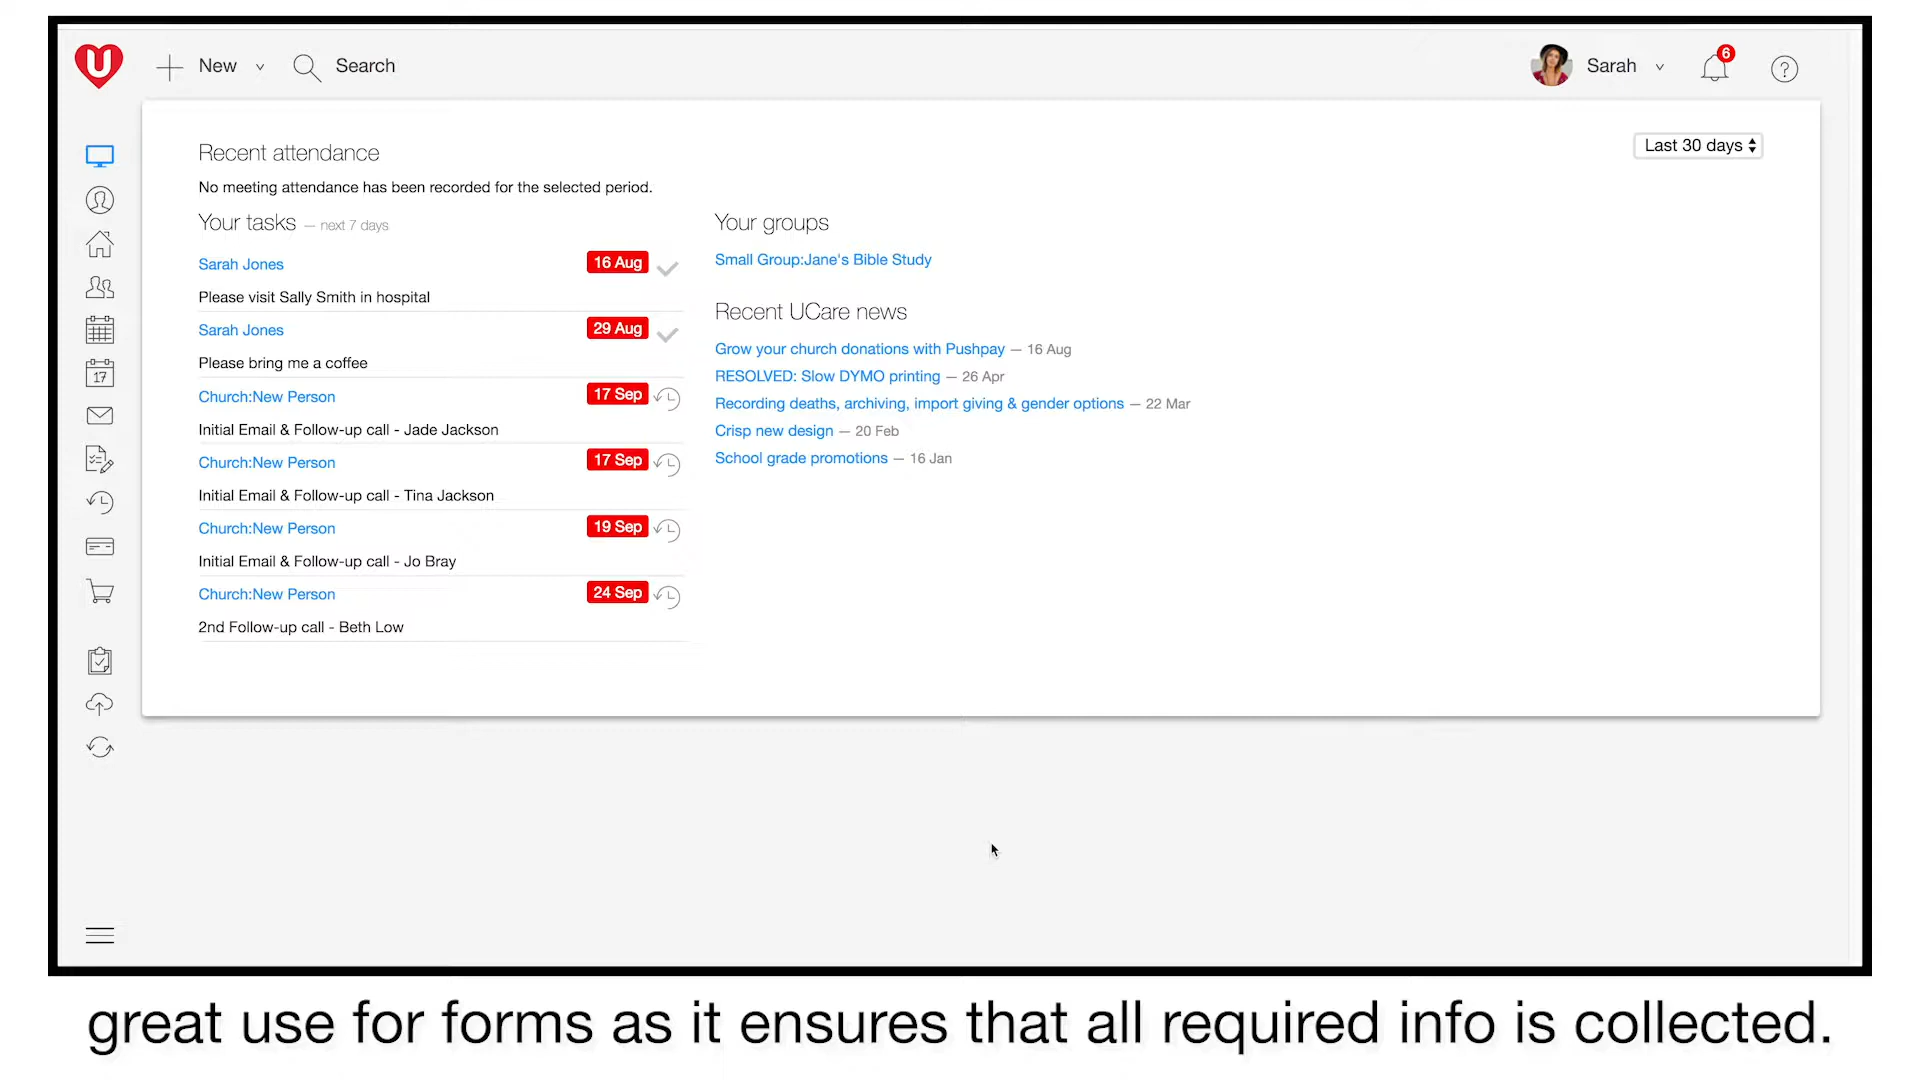 U
New
Search
Sarah
6
?
Recent attendance
Last 30 days
No meeting attendance has been recorded for the selected period.
Your tasks — next 7 days
Sarah Jones
16 Aug
Please visit Sally Smith in hospital
Sarah Jones
29 Aug
Please bring me a coffee
Church:New Person
17 Sep
Initial Email & Follow-up call - Jade Jackson
Church:New Person
17 Sep
Initial Email & Follow-up call - Tina Jackson
Church:New Person
19 Sep
Initial Email & Follow-up call - Jo Bray
Church:New Person
24 Sep
2nd Follow-up call - Beth Low
Your groups
Small Group:Jane's Bible Study
Recent UCare news
Grow your church donations with Pushpay — 16 Aug
RESOLVED: Slow DYMO printing — 26 Apr
Recording deaths, archiving, import giving & gender options — 22 Mar
Crisp new design — 20 Feb
School grade promotions — 16 Jan
17
great use for forms as it ensures that all required info is collected.